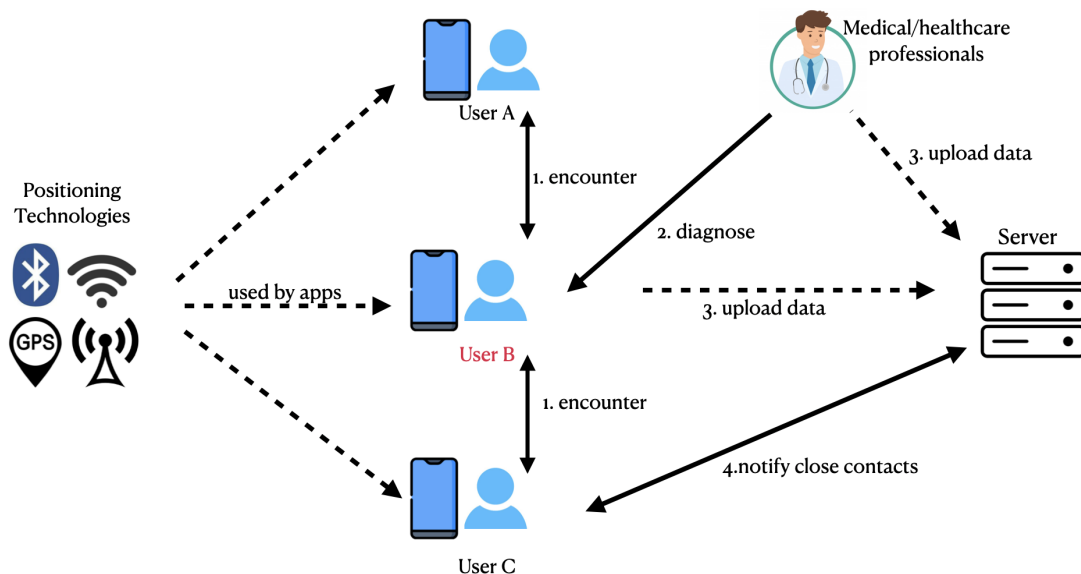 Medical/healthcare
professionals
User A
3. upload data
1. encounter
Positioning
Technologies
2. diagnose
Server
used by apps
3. upload data
GPS
User B
1. encounter
4.notify close contacts
User C